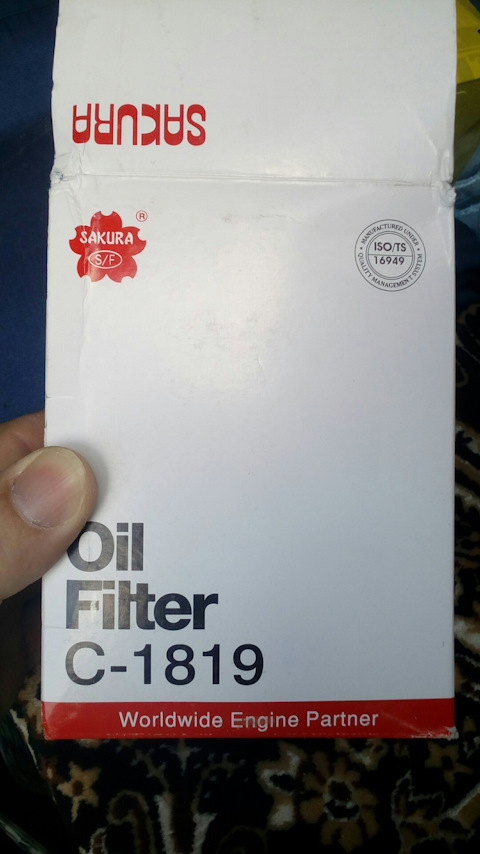 SAKURA
SAKURA
S/F
®
MANUFACTURED UNDER
ISO/TS
16949
QUALITY MANAGEMENT SYSTEM
Oil
Filter
C-1819
Worldwide Engine Partner